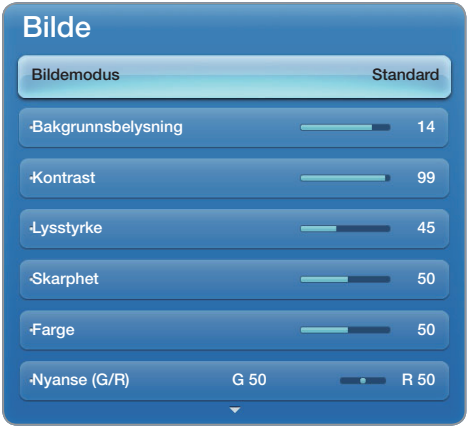 Bilde
Bildemodus Standard
·Bakgrunnsbelysning 14
·Kontrast 99
·Lysstyrke 45
·Skarphet 50
·Farge 50
·Nyanse (G/R) G 50 R 50